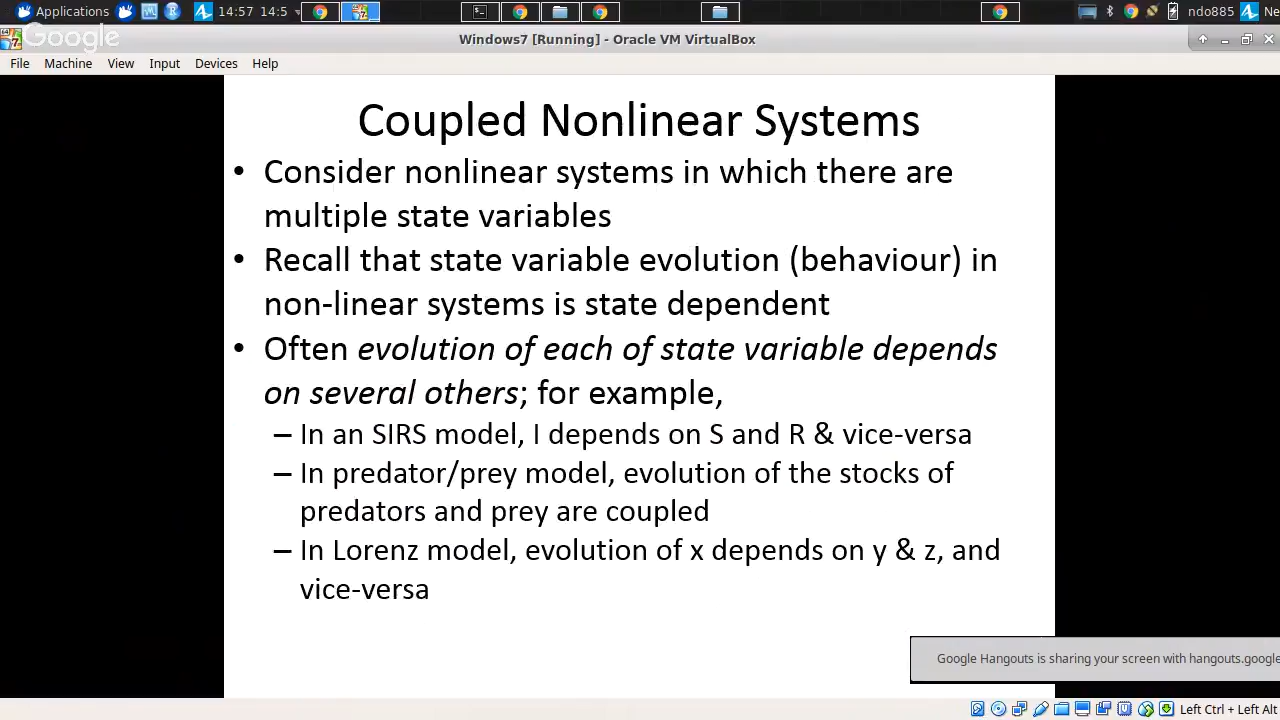 Applications 14:57 14:5 ndo885 Ne
Google
Windows7 [Running] - Oracle VM VirtualBox
File Machine View Input Devices Help
Coupled Nonlinear Systems
• Consider nonlinear systems in which there are
multiple state variables
• Recall that state variable evolution (behaviour) in
non-linear systems is state dependent
• Often evolution of each of state variable depends
on several others; for example,
– In an SIRS model, I depends on S and R & vice-versa
– In predator/prey model, evolution of the stocks of
predators and prey are coupled
– In Lorenz model, evolution of x depends on y & z, and
vice-versa
Google Hangouts is sharing your screen with hangouts.google
Left Ctrl + Left Alt